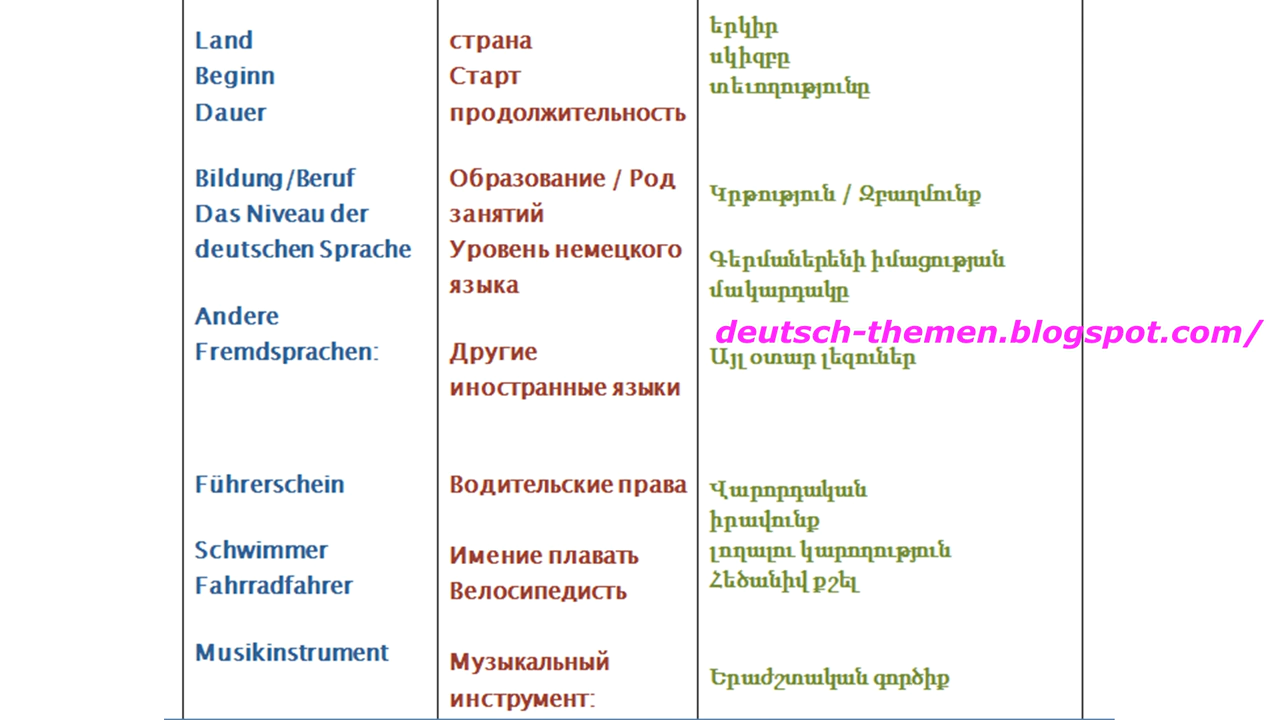 Land
Beginn
Dauer
Bildung/Beruf
Das Niveau der
deutschen Sprache
Andere
Fremdsprachen:
Führerschein
Schwimmer
Fahrradfahrer
Musikinstrument
страна
Старт
продолжительность
Образование / Род
занятий
Уровень немецкого
языка
Другие
иностранные языки
Водительские права
Имение плавать
Велосипедисть
Музыкальный
инструмент:
երկիր
սկիզբը
տեւողությունը
Կրթություն / Զբաղմունք
Գերմաներենի իմացության
մակարդակը
deutsch-themen.blogspot.com/
Այլ օտար լեզուներ
Վարորդական
իրավունք
լողալու կարողություն
Հեծանիվ քշել
Երաժշտական գործիք